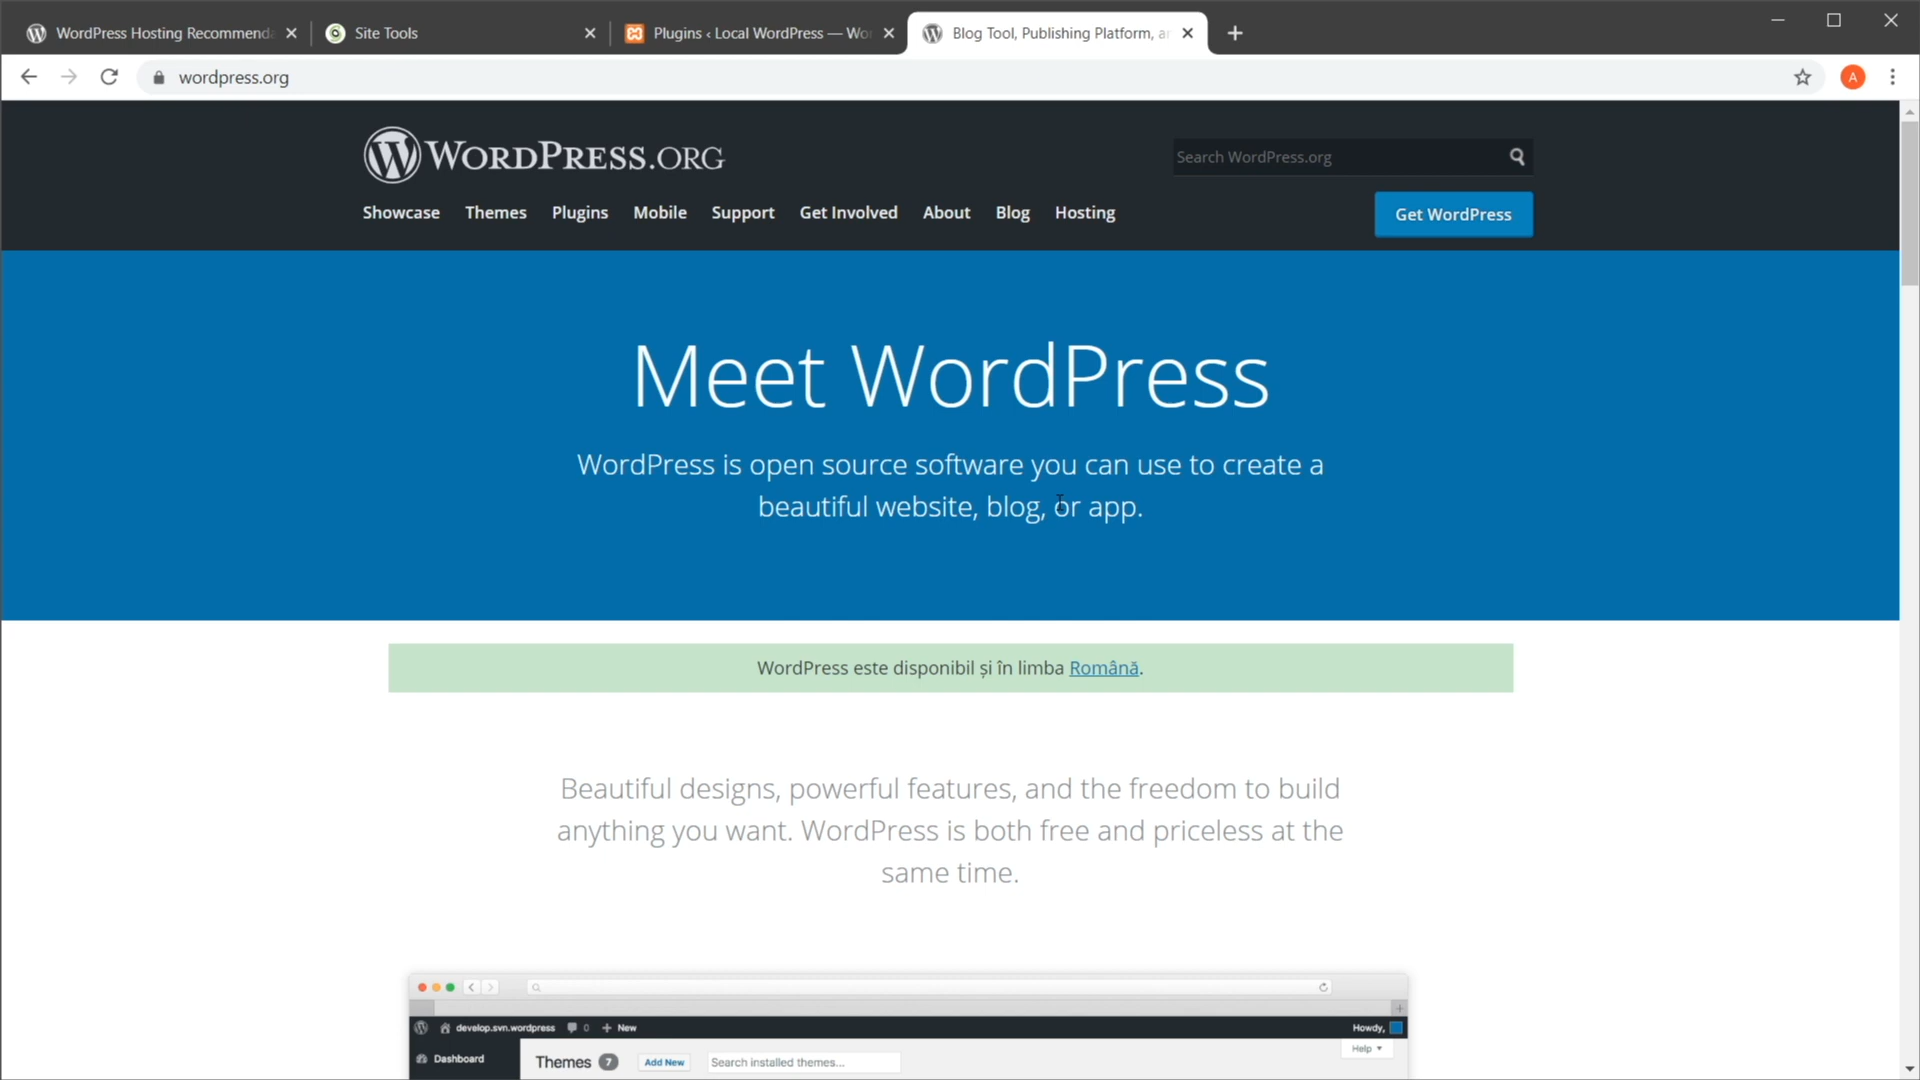 WordPress Hosting Recommenda
Site Tools
Plugins ‹ Local WordPress — Wo
Blog Tool, Publishing Platform, an
wordpress.org
A
WORDPRESS.ORG
Search WordPress.org
Showcase
Themes
Plugins
Mobile
Support
Get Involved
About
Blog
Hosting
Get WordPress
Meet WordPress
WordPress is open source software you can use to create a
beautiful website, blog, or app.
WordPress este disponibil și în limba Română.
Beautiful designs, powerful features, and the freedom to build
anything you want. WordPress is both free and priceless at the
same time.
develop.svn.wordpress
0
+ New
Howdy,
Dashboard
Themes 7
Add New
Search installed themes...
Help